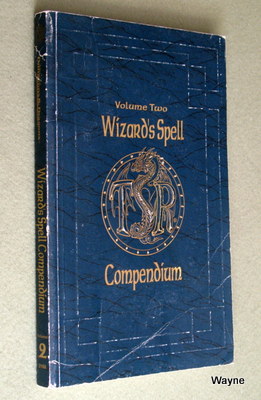 Volume Two
Wizard's Spell
TSR
Compendium
Wizard's Spell Compendium
2
Wayne